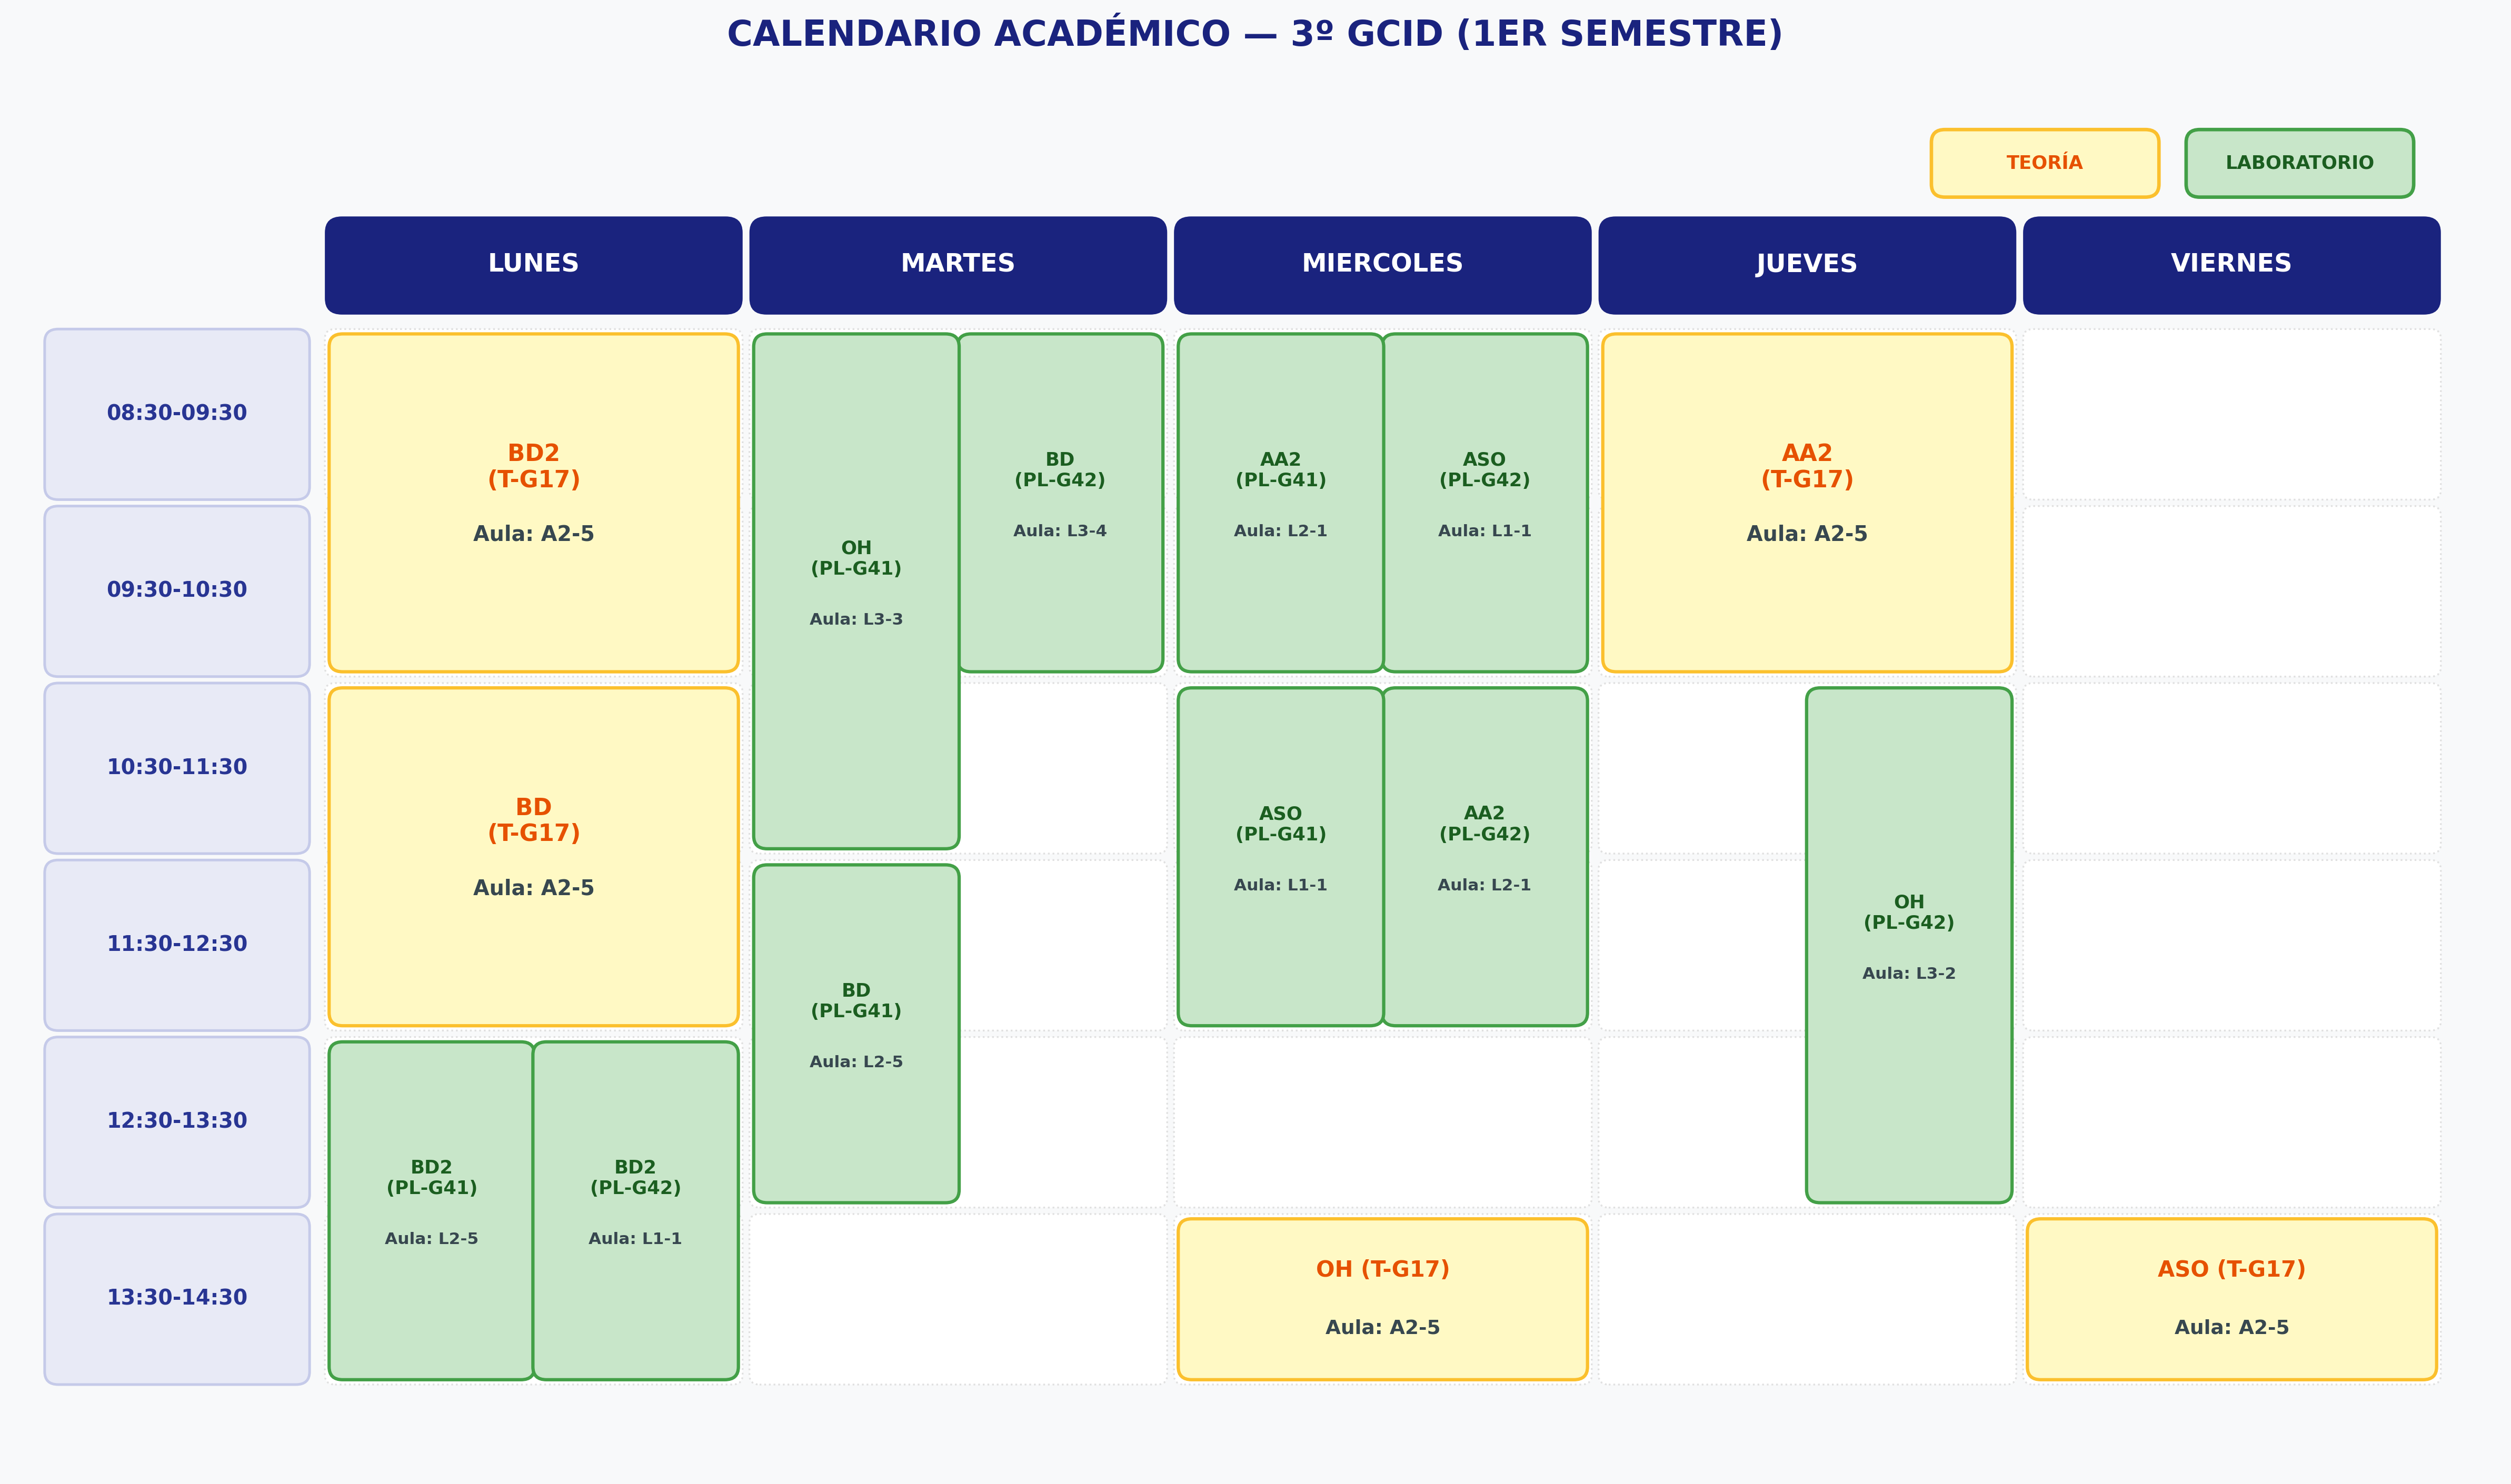 CALENDARIO ACADÉMICO — 3º GCID (1ER SEMESTRE)
TEORÍA
LABORATORIO
LUNES
MARTES
MIERCOLES
JUEVES
VIERNES
08:30-09:30
09:30-10:30
10:30-11:30
11:30-12:30
12:30-13:30
13:30-14:30
BD2
(T-G17)
Aula: A2-5
BD
(T-G17)
Aula: A2-5
BD2
(PL-G41)
Aula: L2-5
BD2
(PL-G42)
Aula: L1-1
OH
(PL-G41)
Aula: L3-3
BD
(PL-G42)
Aula: L3-4
BD
(PL-G41)
Aula: L2-5
AA2
(PL-G41)
Aula: L2-1
ASO
(PL-G42)
Aula: L1-1
ASO
(PL-G41)
Aula: L1-1
AA2
(PL-G42)
Aula: L2-1
OH (T-G17)
Aula: A2-5
AA2
(T-G17)
Aula: A2-5
OH
(PL-G42)
Aula: L3-2
ASO (T-G17)
Aula: A2-5